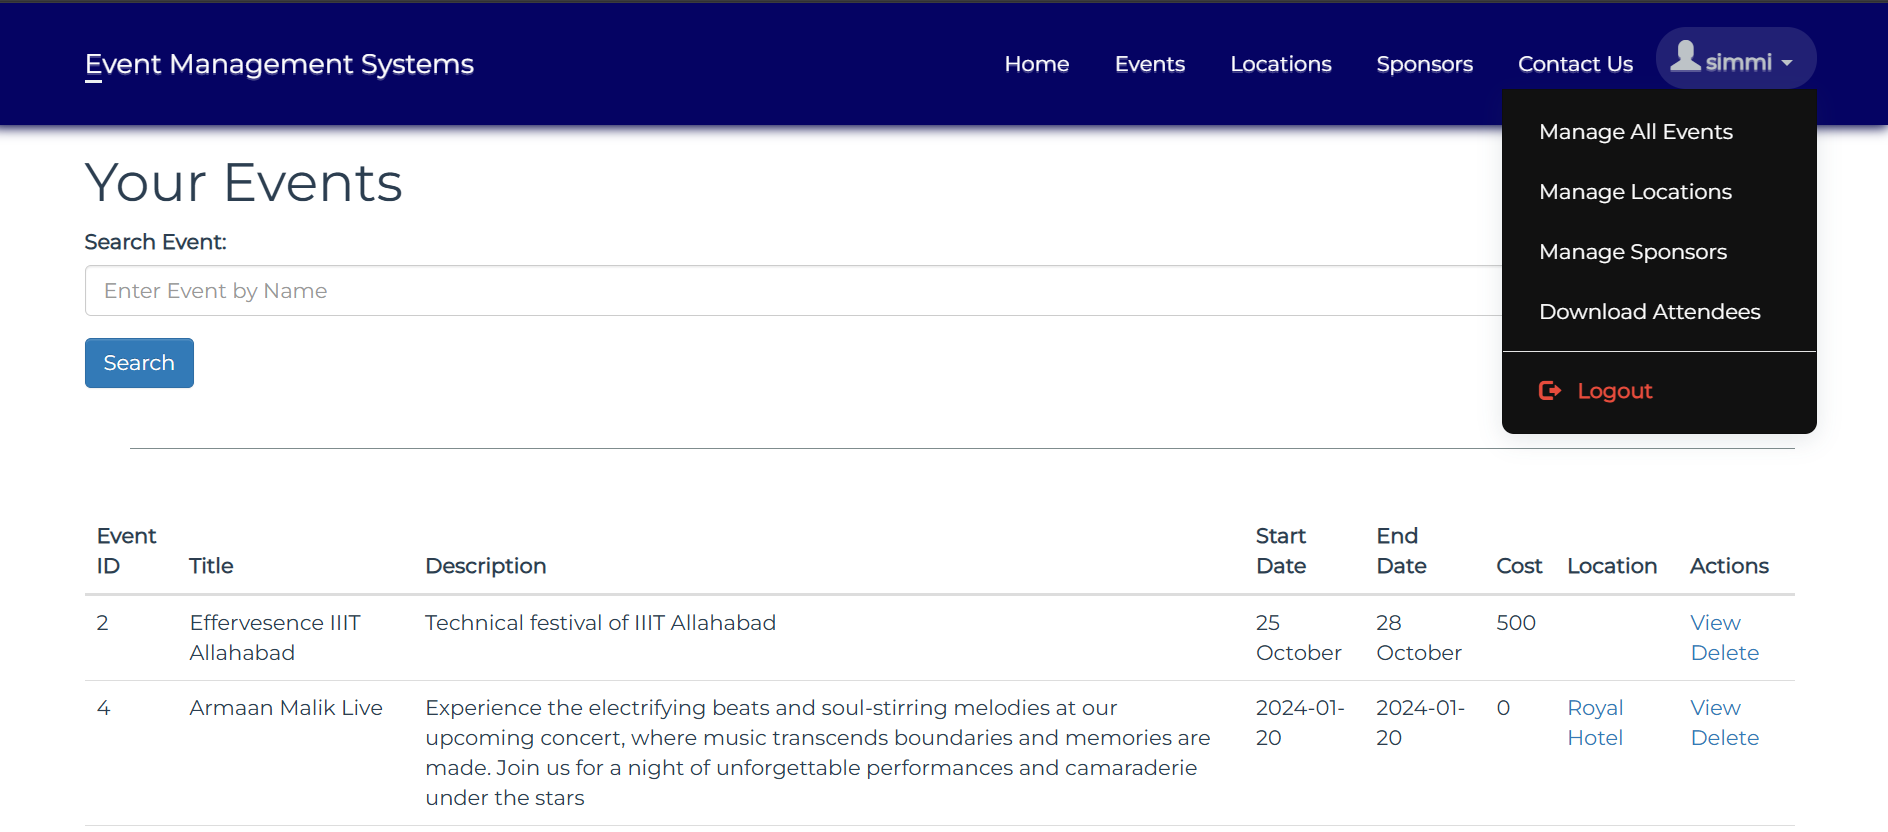 Event Management Systems
Home Events Locations Sponsors Contact Us simmi
Manage All Events
Manage Locations
Manage Sponsors
Download Attendees
Logout
Your Events
Search Event:
Enter Event by Name
Search
Event ID Title Description Start Date End Date Cost Location Actions
2 Effervesence IIIT Technical festival of IIIT Allahabad 25 28 500 View
Allahabad October October Delete
4 Armaan Malik Live Experience the electrifying beats and soul-stirring melodies at our 2024-01- 2024-01- 0 Royal View
upcoming concert, where music transcends boundaries and memories are 20 20 Hotel Delete
made. Join us for a night of unforgettable performances and camaraderie
under the stars